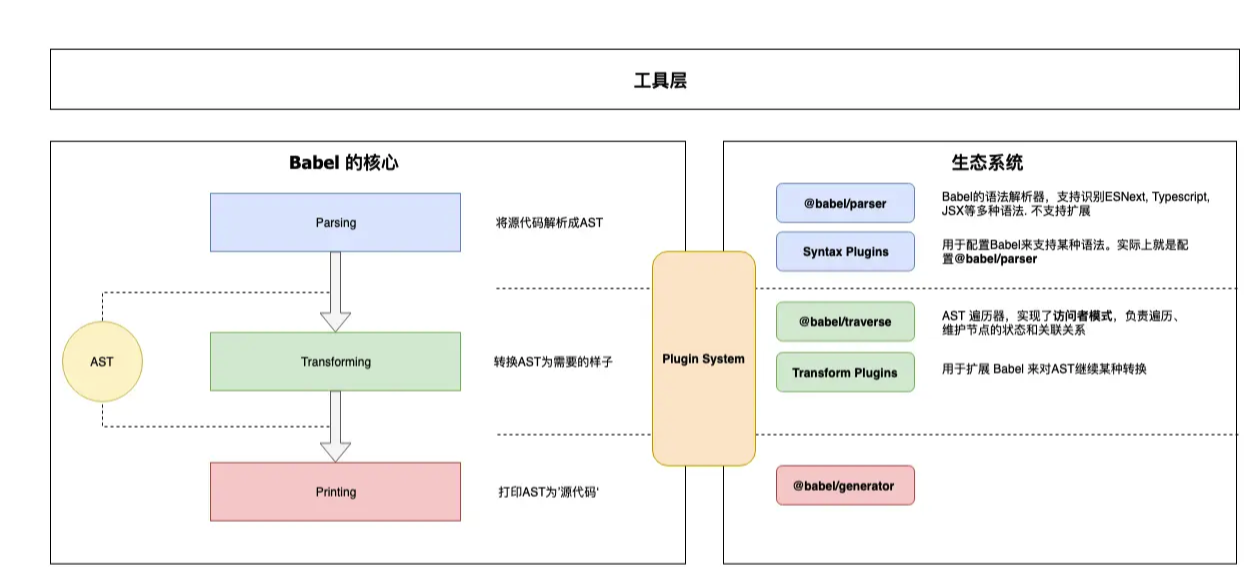 工具层
Babel 的核心
Parsing
将源代码解析成AST
AST
Transforming
转换AST为需要的样子
Printing
打印AST为'源代码'
Plugin System
生态系统
@babel/parser
Babel的语法解析器，支持识别ESNext, Typescript,
JSX等多种语法. 不支持扩展
Syntax Plugins
用于配置Babel来支持某种语法。实际上就是配
置@babel/parser
@babel/traverse
AST 遍历器，实现了访问者模式，负责遍历、
维护节点的状态和关联关系
Transform Plugins
用于扩展 Babel 来对AST继续某种转换
@babel/generator